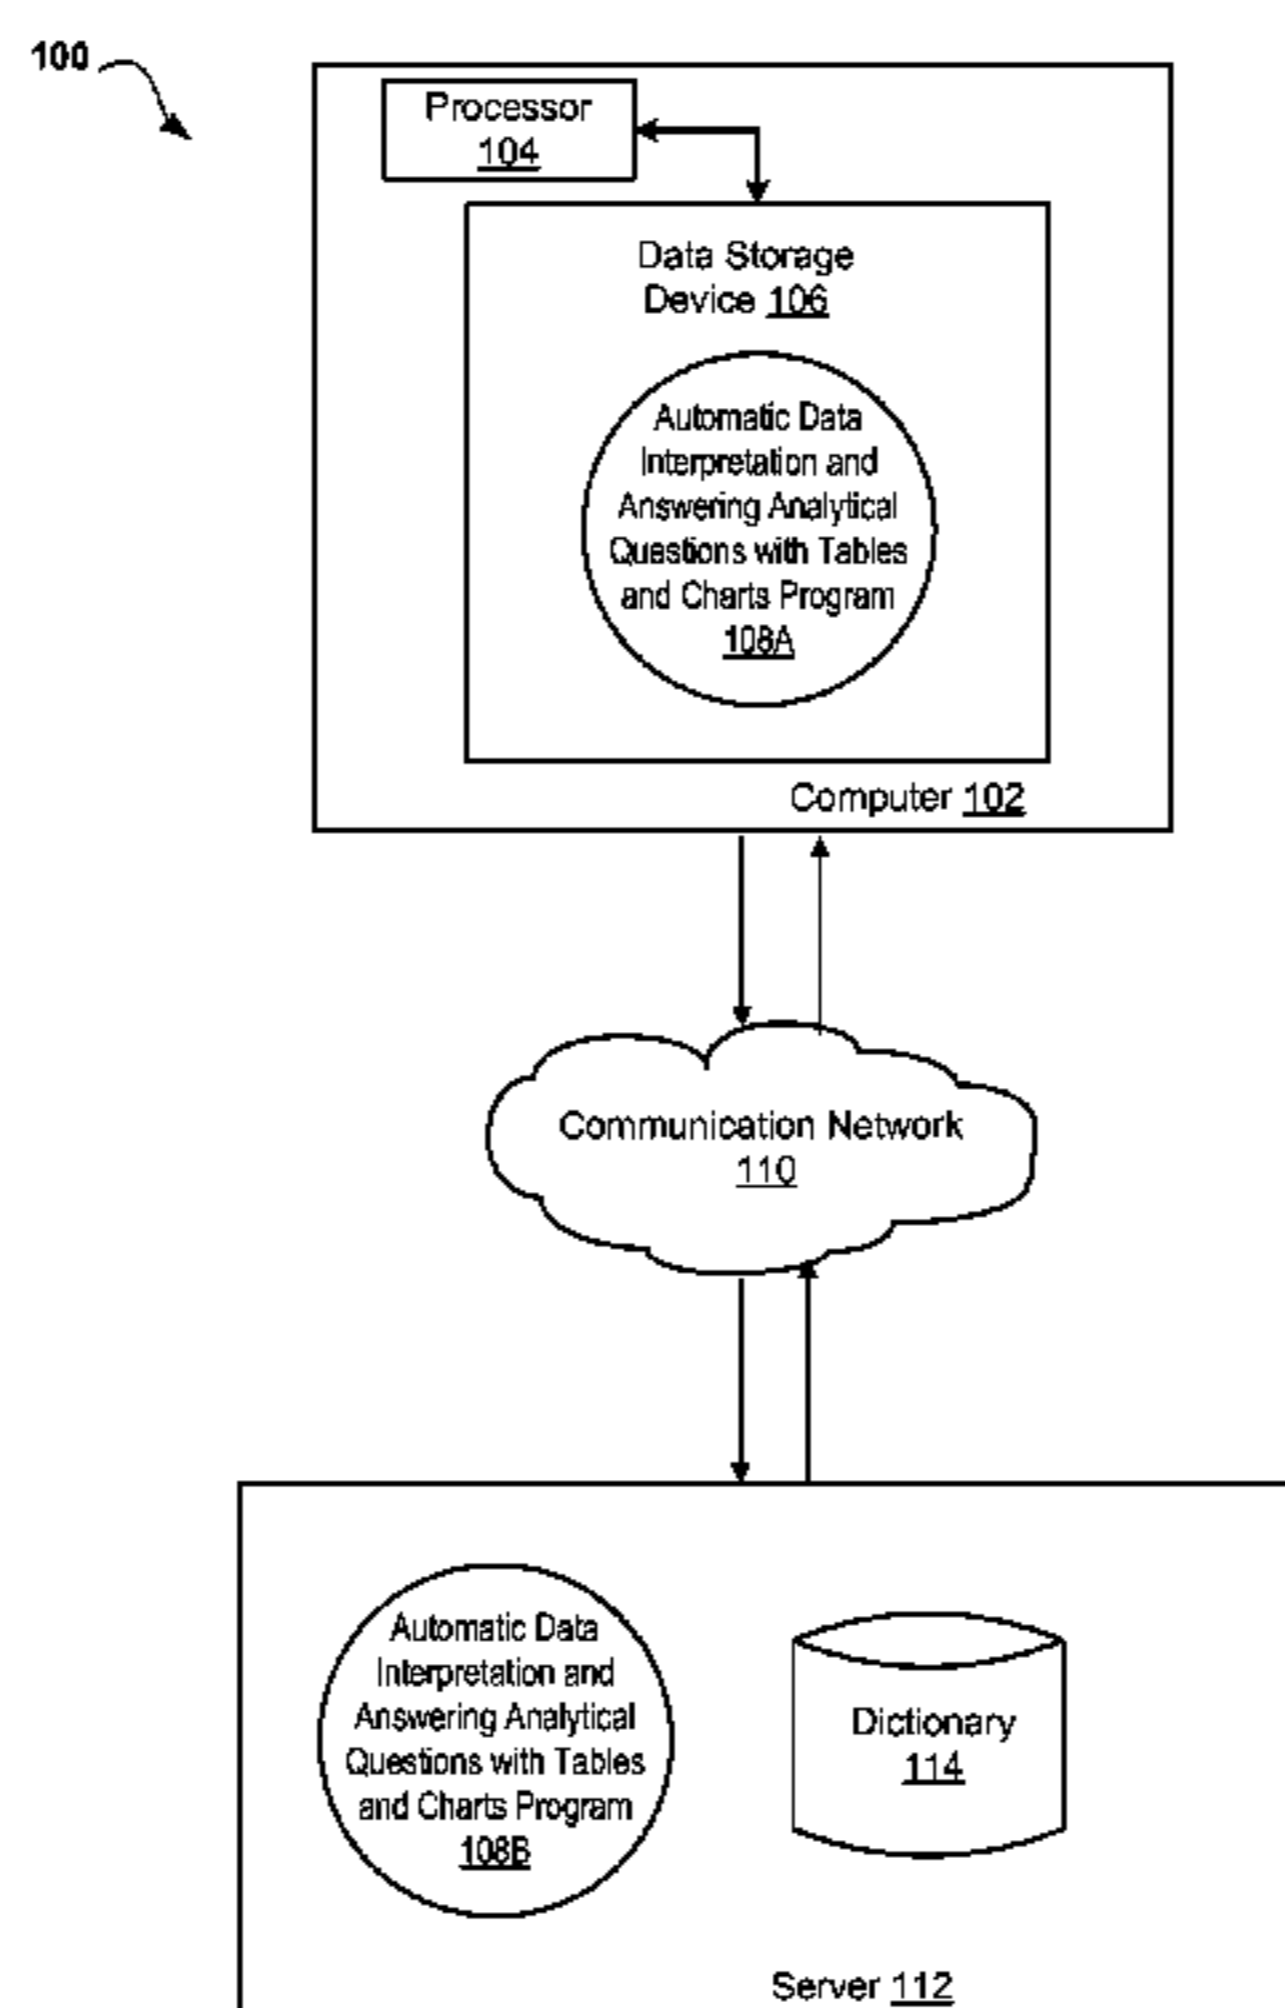 100
Processor
104
Data Storage
Device 106
Automatic Data
Interpretation and
Answering Analytical
Questions with Tables
and Charts Program
108A
Computer 102
Communication Network
110
Automatic Data
Interpretation and
Answering Analytical
Questions with Tables
and Charts Program
108B
Dictionary
114
Server 112